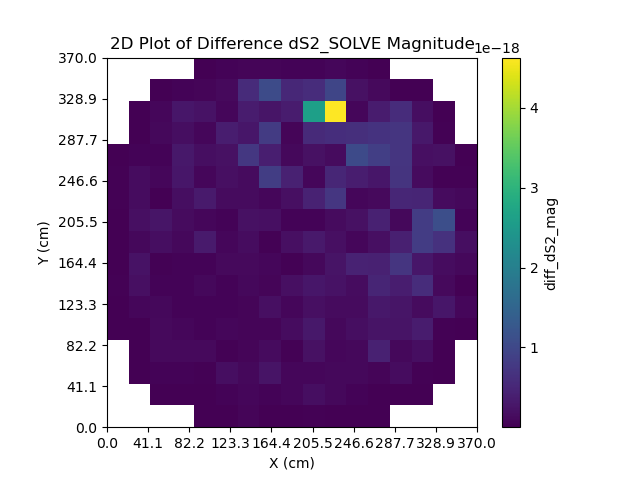 2D Plot of Difference dS2_SOLVE Magnitude
1e−18
370.0
328.9
287.7
246.6
205.5
164.4
123.3
82.2
41.1
0.0
Y (cm)
0.0 41.1 82.2 123.3 164.4 205.5 246.6 287.7 328.9 370.0
X (cm)
4
3
2
1
diff_dS2_mag